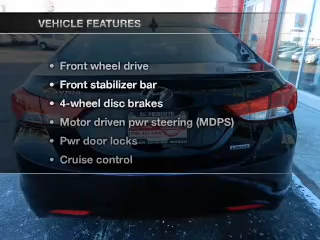 VEHICLE FEATURES
• Front wheel drive
• Front stabilizer bar
• 4-wheel disc brakes
• Motor driven pwr steering (MDPS)
• Pwr door locks
• Cruise control